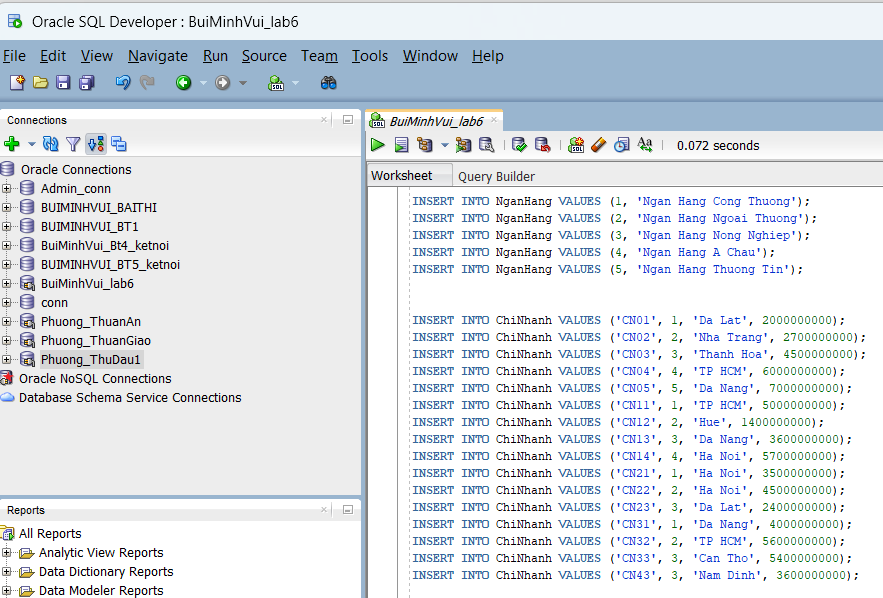 Oracle SQL Developer : BuiMinhVui_lab6
File Edit View Navigate Run Source Team Tools Window Help
Connections
Oracle Connections
Admin_conn
BUIMINHVUI_BAITHI
BUIMINHVUI_BT1
BuiMinhVui_Bt4_ketnoi
BUIMINHVUI_BT5_ketnoi
BuiMinhVui_lab6
conn
Phuong_ThuanAn
Phuong_ThuanGiao
Phuong_ThuDau1
Oracle NoSQL Connections
Database Schema Service Connections
Reports
All Reports
Analytic View Reports
Data Dictionary Reports
Data Modeler Reports
BuiMinhVui_lab6
0.072 seconds
Worksheet Query Builder
INSERT INTO NganHang VALUES (1, 'Ngan Hang Cong Thuong');
INSERT INTO NganHang VALUES (2, 'Ngan Hang Ngoai Thuong');
INSERT INTO NganHang VALUES (3, 'Ngan Hang Nong Nghiep');
INSERT INTO NganHang VALUES (4, 'Ngan Hang A Chau');
INSERT INTO NganHang VALUES (5, 'Ngan Hang Thuong Tin');
INSERT INTO ChiNhanh VALUES ('CN01', 1, 'Da Lat', 2000000000);
INSERT INTO ChiNhanh VALUES ('CN02', 2, 'Nha Trang', 2700000000);
INSERT INTO ChiNhanh VALUES ('CN03', 3, 'Thanh Hoa', 4500000000);
INSERT INTO ChiNhanh VALUES ('CN04', 4, 'TP HCM', 6000000000);
INSERT INTO ChiNhanh VALUES ('CN05', 5, 'Da Nang', 7000000000);
INSERT INTO ChiNhanh VALUES ('CN11', 1, 'TP HCM', 5000000000);
INSERT INTO ChiNhanh VALUES ('CN12', 2, 'Hue', 1400000000);
INSERT INTO ChiNhanh VALUES ('CN13', 3, 'Da Nang', 3600000000);
INSERT INTO ChiNhanh VALUES ('CN14', 4, 'Ha Noi', 5700000000);
INSERT INTO ChiNhanh VALUES ('CN21', 1, 'Ha Noi', 3500000000);
INSERT INTO ChiNhanh VALUES ('CN22', 2, 'Ha Noi', 4500000000);
INSERT INTO ChiNhanh VALUES ('CN23', 3, 'Da Lat', 2400000000);
INSERT INTO ChiNhanh VALUES ('CN31', 1, 'Da Nang', 4000000000);
INSERT INTO ChiNhanh VALUES ('CN32', 2, 'TP HCM', 5600000000);
INSERT INTO ChiNhanh VALUES ('CN33', 3, 'Can Tho', 5400000000);
INSERT INTO ChiNhanh VALUES ('CN43', 3, 'Nam Dinh', 3600000000);